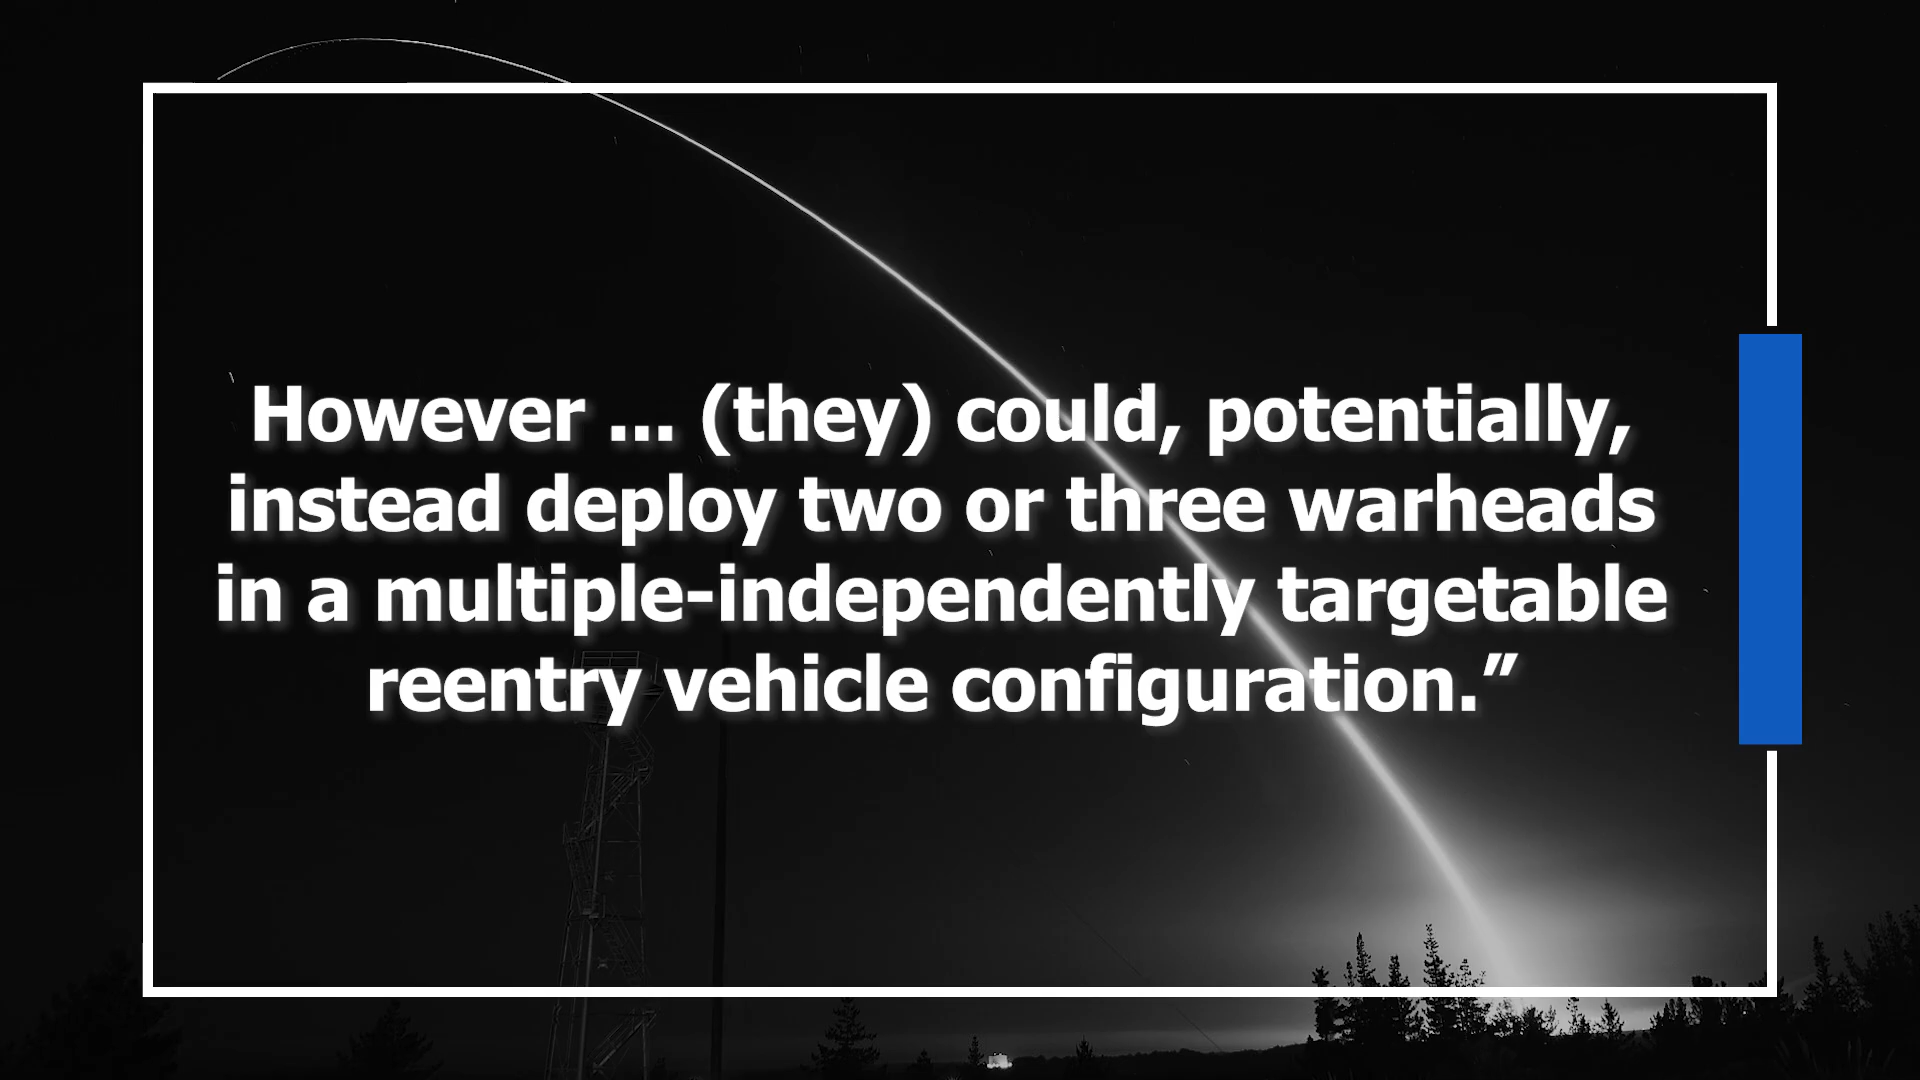 However ... (they) could, potentially,
instead deploy two or three warheads
in a multiple-independently targetable
reentry vehicle configuration.”